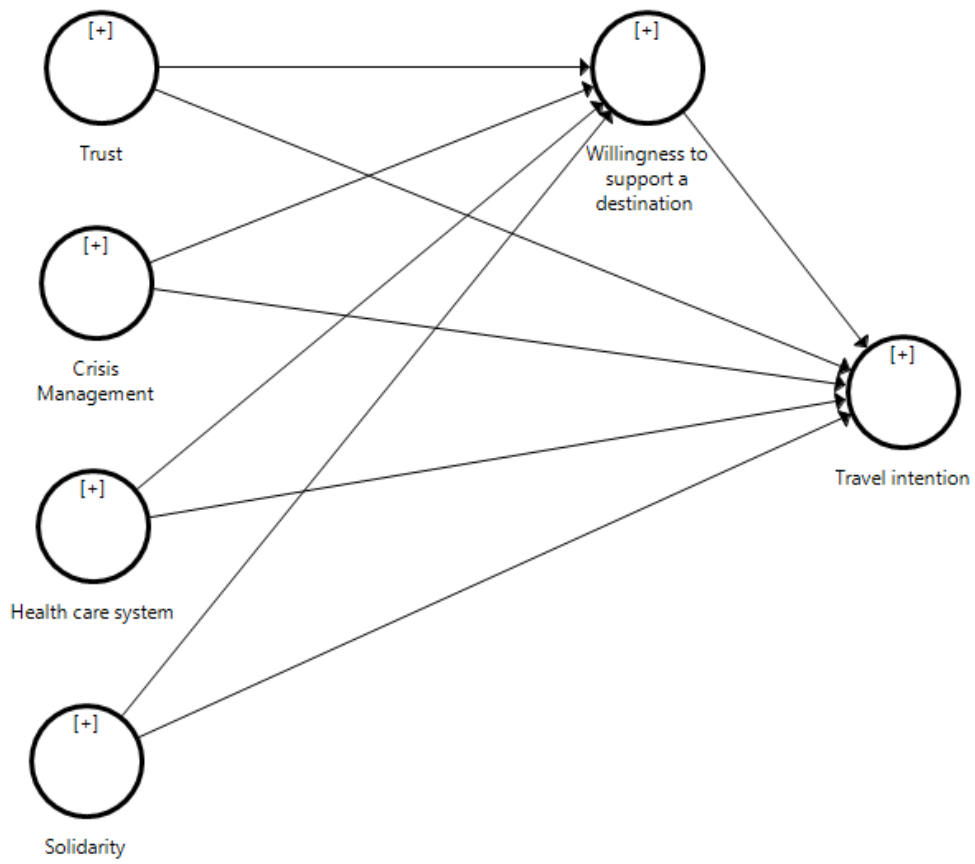 [+]
Trust
[+]
Willingness to
support a
destination
[+]
Crisis
Management
[+]
Travel intention
[+]
Health care system
[+]
Solidarity